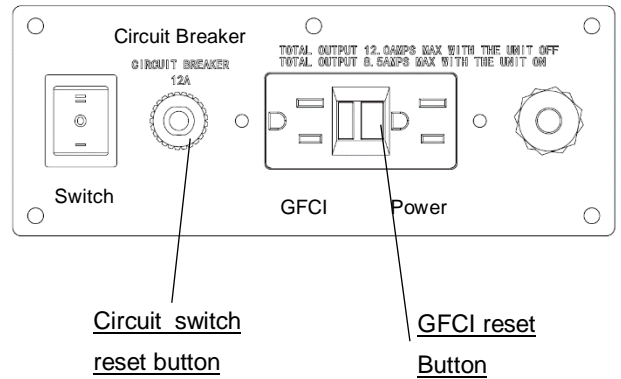 Circuit Breaker
CIRCUIT BREAKER
12A
TOTAL OUTPUT 12.0AMPS MAX WITH THE UNIT OFF
TOTAL OUTPUT 8.5AMPS MAX WITH THE UNIT ON
Switch
GFCI
Power
Circuit switch
reset button
GFCI reset
Button